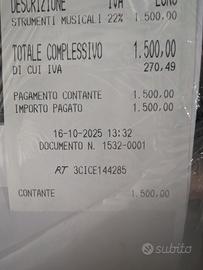 DESCRIZIONE IVA EURO
STRUMENTI MUSICALI 22% 1.500,00
TOTALE COMPLESSIVO 1.500,00
DI CUI IVA 270,49
PAGAMENTO CONTANTE 1.500,00
IMPORTO PAGATO 1.500,00
16-10-2025 13:32
DOCUMENTO N. 1532-0001
RT 3CICE144285
CONTANTE 1.500,00
subito